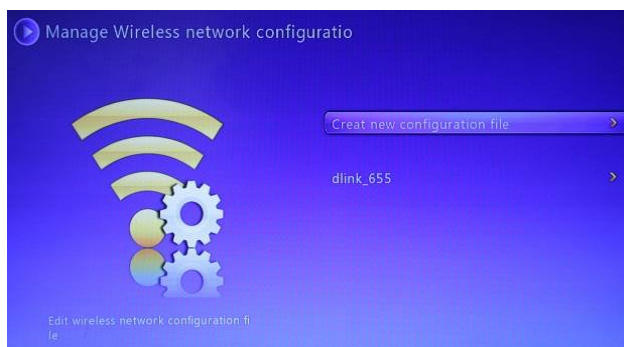 Manage Wireless network configuratio
Creat new configuration file
dlink_655
Edit wireless network configuration fi
le